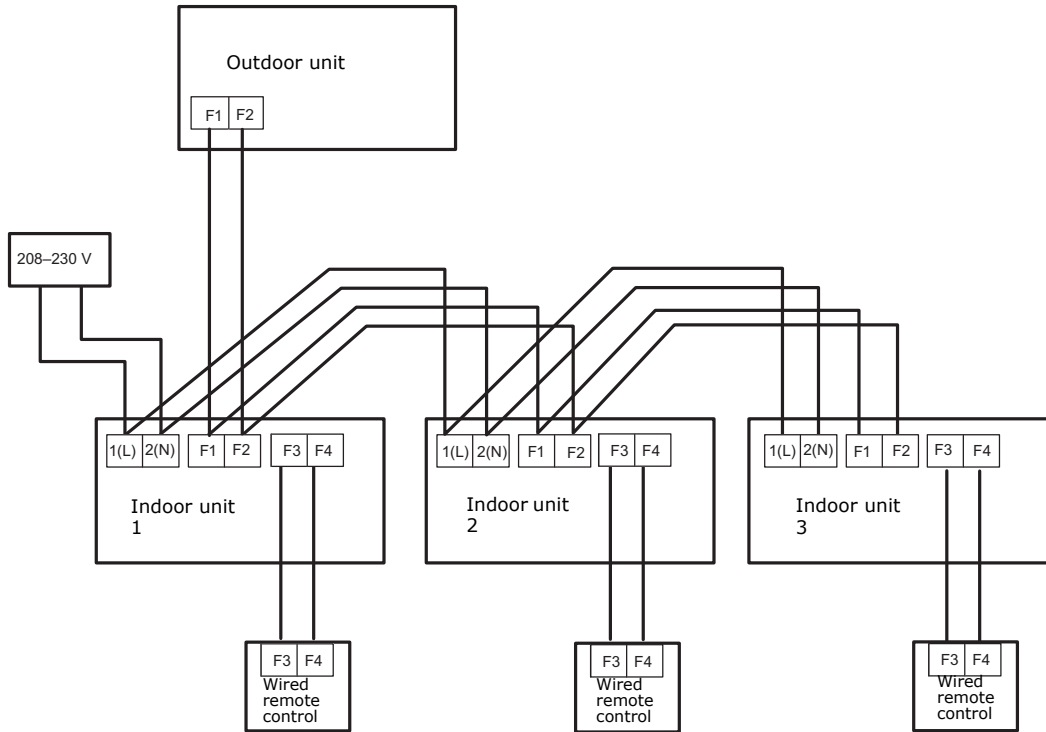 Outdoor unit
F1 F2
208–230 V
1(L) 2(N) F1 F2 F3 F4
Indoor unit
1
1(L) 2(N) F1 F2 F3 F4
Indoor unit
2
1(L) 2(N) F1 F2 F3 F4
Indoor unit
3
F3 F4
Wired
remote
control
F3 F4
Wired
remote
control
F3 F4
Wired
remote
control